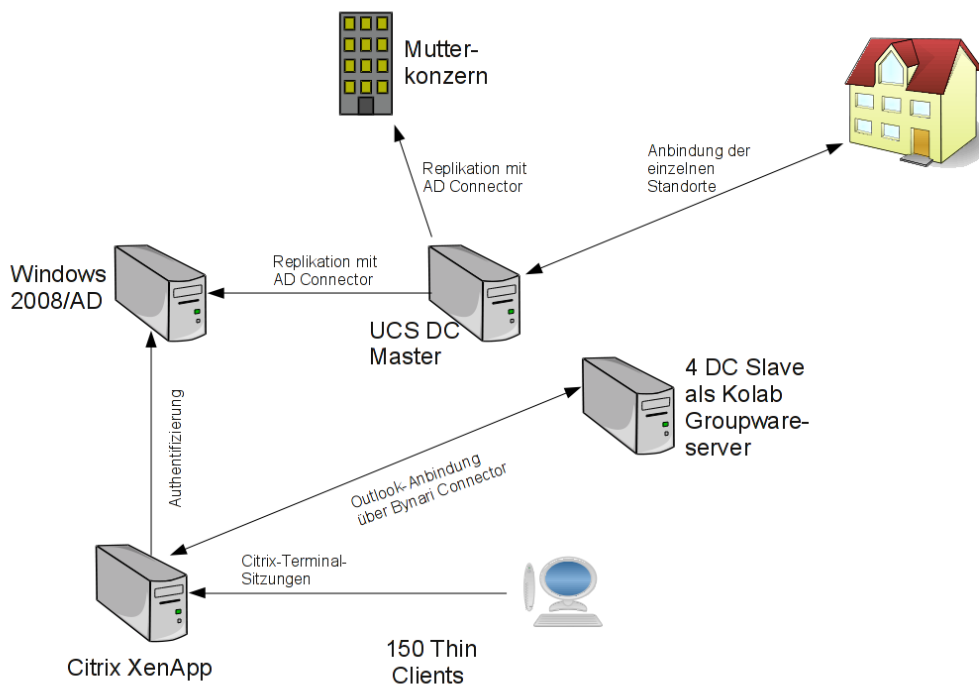 Mutter-
konzern
Replikation mit
AD Connector
Anbindung der
einzelnen
Standorte
Windows
2008/AD
Replikation mit
AD Connector
UCS DC
Master
4 DC Slave
als Kolab
Groupware-
server
Authentifizierung
Outlook-Anbindung
über Bynari Connector
Citrix-Terminal-
Sitzungen
Citrix XenApp
150 Thin
Clients